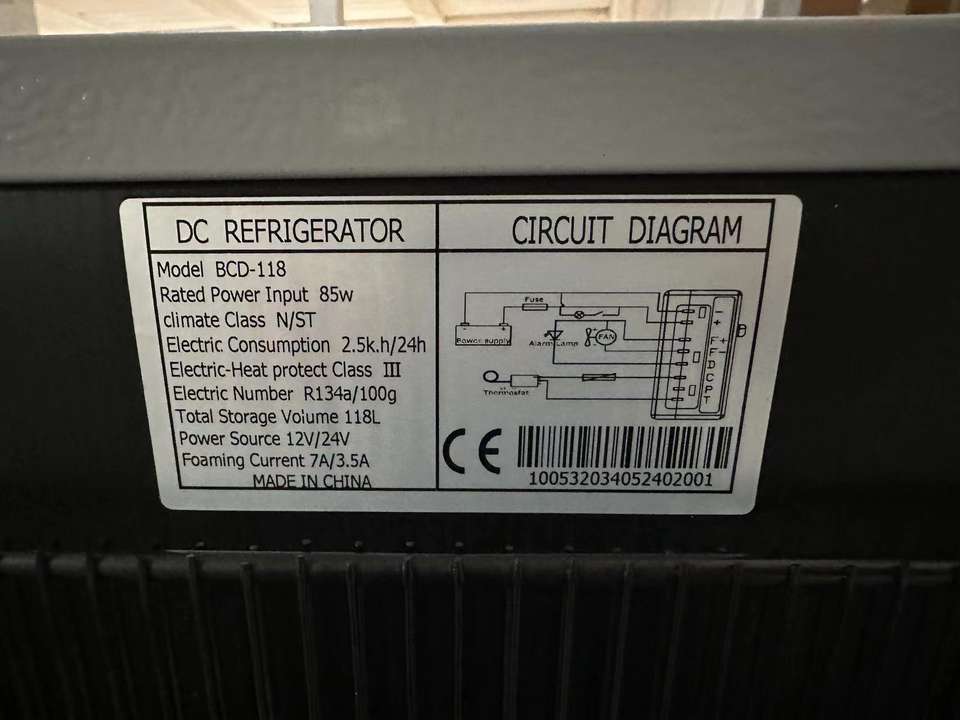 DC REFRIGERATOR
Model BCD-118
Rated Power Input 85w
climate Class N/ST
Electric Consumption 2.5k.h/24h
Electric-Heat protect Class III
Electric Number R134a/100g
Total Storage Volume 118L
Power Source 12V/24V
Foaming Current 7A/3.5A
MADE IN CHINA
CIRCUIT DIAGRAM
Fuse
- +
Power supply
Alarm Lamp
FAN
Thermostat
-
+
F+
F-
D
C
P
T
CE
100532034052402001